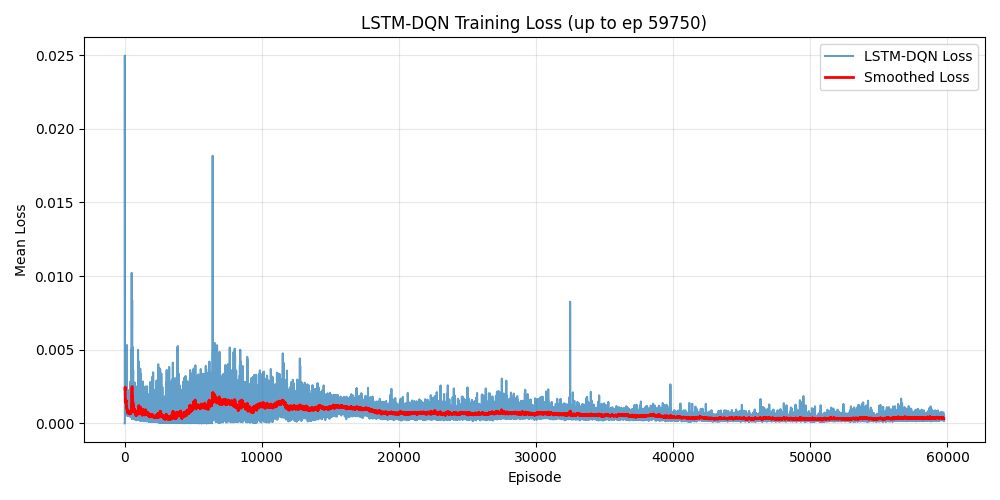 LSTM-DQN Training Loss (up to ep 59750)
LSTM-DQN Loss
Smoothed Loss
Mean Loss
0.025
0.020
0.015
0.010
0.005
0.000
0 10000 20000 30000 40000 50000 60000
Episode